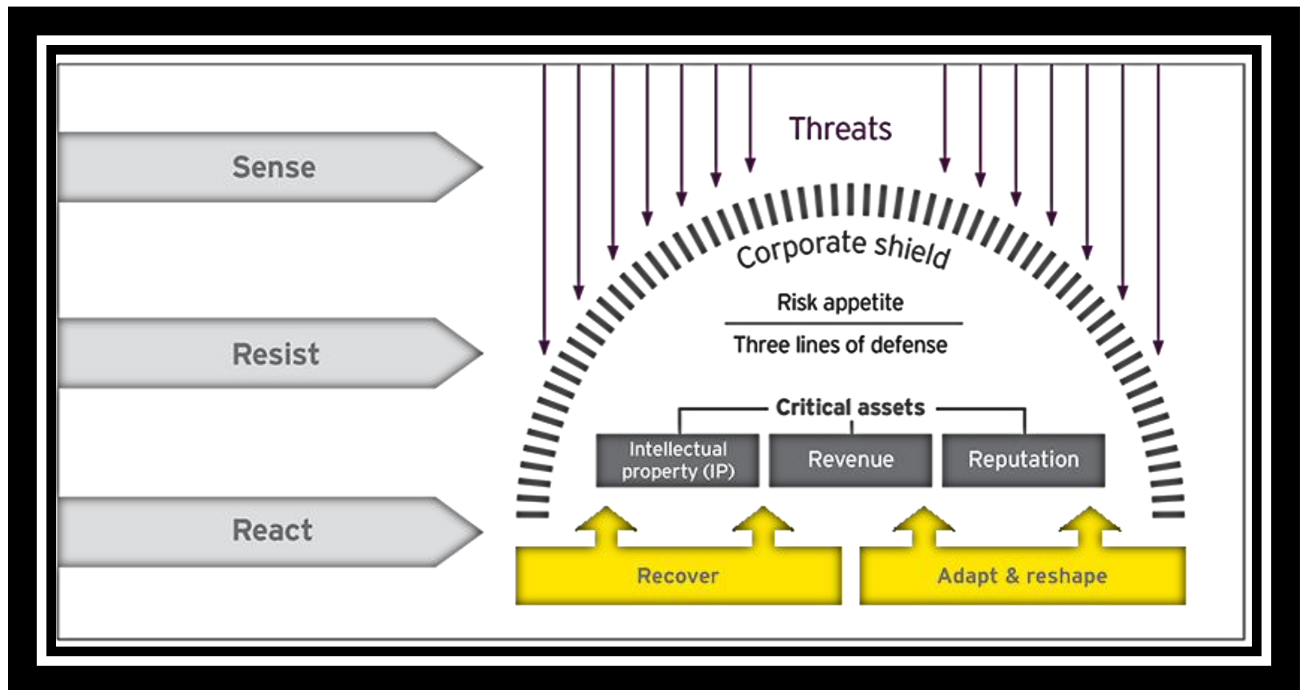 Sense
Resist
React
Threats
Corporate shield
Risk appetite
Three lines of defense
Critical assets
Intellectual
property (IP)
Revenue
Reputation
Recover
Adapt & reshape